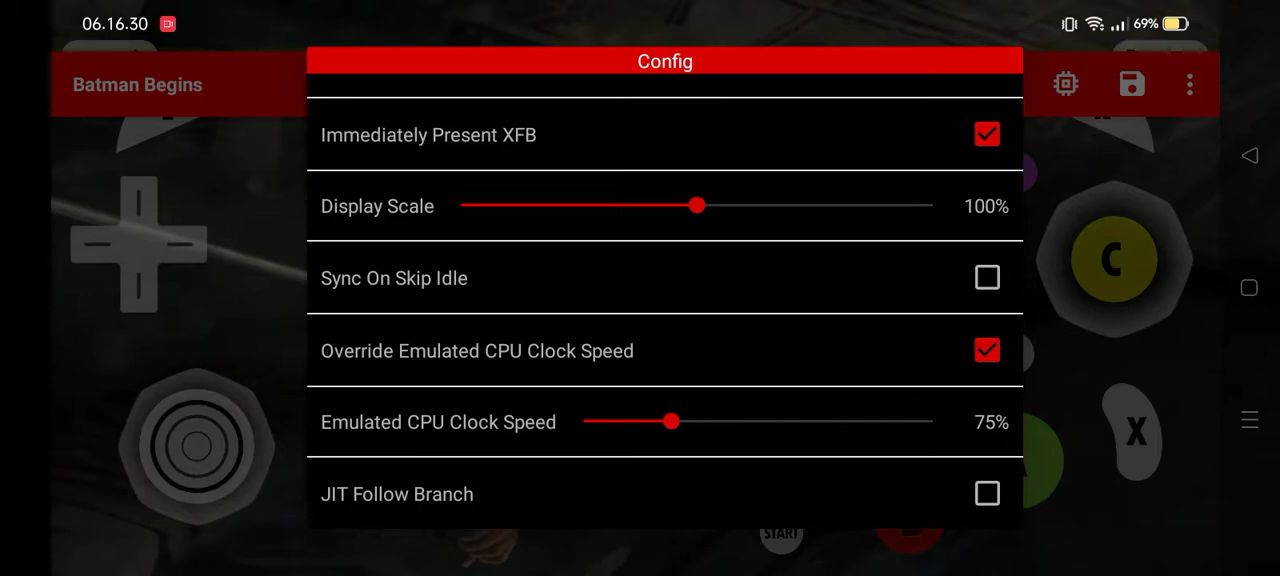 06.16.30
69%
Config
Batman Begins
Immediately Present XFB
Display Scale 100%
Sync On Skip Idle
Override Emulated CPU Clock Speed
Emulated CPU Clock Speed 75%
JIT Follow Branch
C
X
START